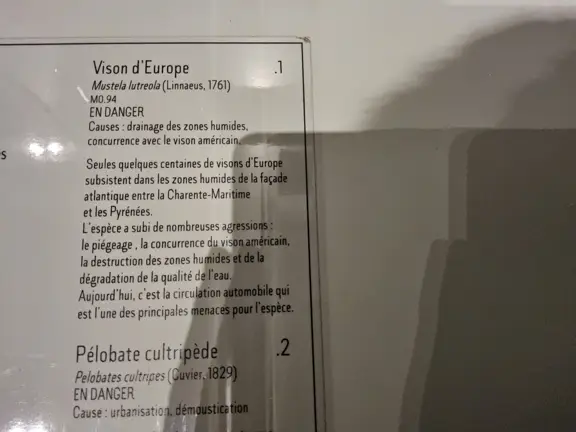 s
Vison d'Europe .1
Mustela lutreola (Linnaeus, 1761)
M0.94
EN DANGER
Causes : drainage des zones humides,
concurrence avec le vison américain.
Seules quelques centaines de visons d'Europe
subsistent dans les zones humides de la façade
atlantique entre la Charente-Maritime
et les Pyrénées.
L'espèce a subi de nombreuses agressions :
le piégeage , la concurrence du vison américain,
la destruction des zones humides et de la
dégradation de la qualité de l'eau.
Aujourd'hui, c'est la circulation automobile qui
est l'une des principales menaces pour l'espèce.
Pélobate cultripède .2
Pelobates cultripes (Cuvier, 1829)
EN DANGER
Cause : urbanisation, démoustication